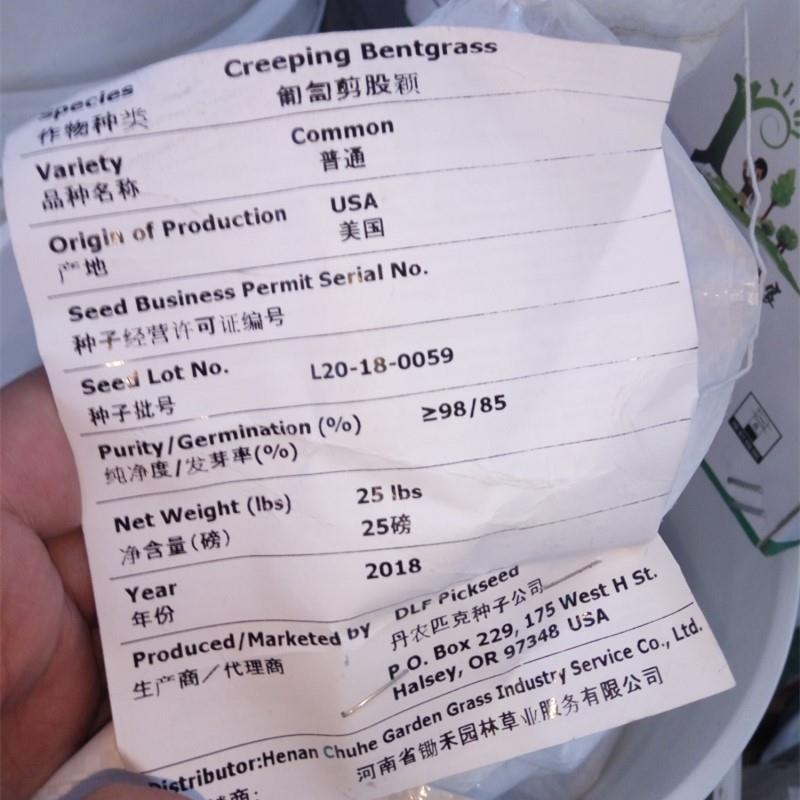 Species Creeping Bentgrass
作物种类 匍匐剪股颖
Variety Common
品种名称 普通
Origin of Production USA
产地 美国
Seed Business Permit Serial No.
种子经营许可证编号
Seed Lot No. L20-18-0059
种子批号
Purity/Germination (%) ≥98/85
纯净度/发芽率(%)
Net Weight (lbs) 25 lbs
净含量(磅) 25磅
Year 2018
年份
Produced/Marketed by DLF Pickseed
生产商/代理商 丹农匹克种子公司
P.O. Box 229, 175 West H St.
Halsey, OR 97348 USA
Distributor:Henan Chuhe Garden Grass Industry Service Co., Ltd.
商: 河南省锄禾园林草业服务有限公司